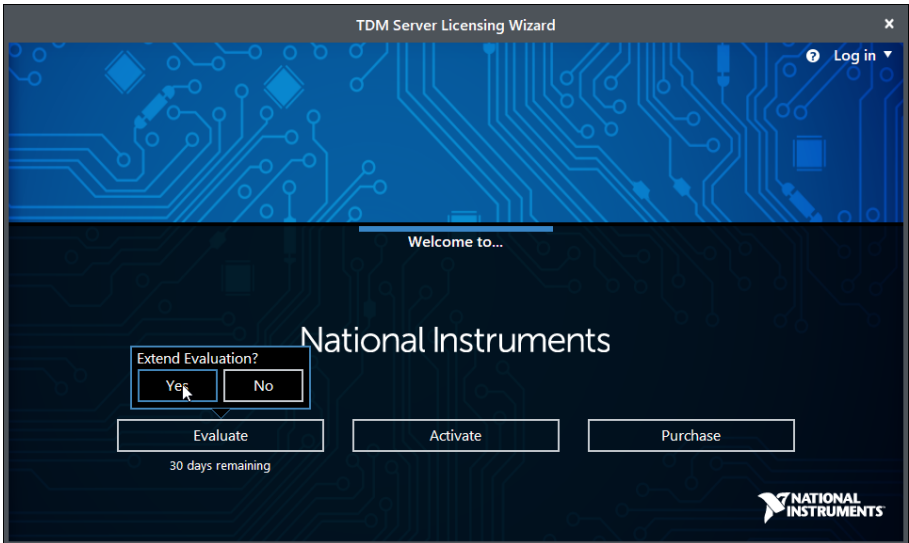 TDM Server Licensing Wizard
Log in
Welcome to...
National Instruments
Extend Evaluation?
Yes No
Evaluate Activate Purchase
30 days remaining
NATIONAL
INSTRUMENTS